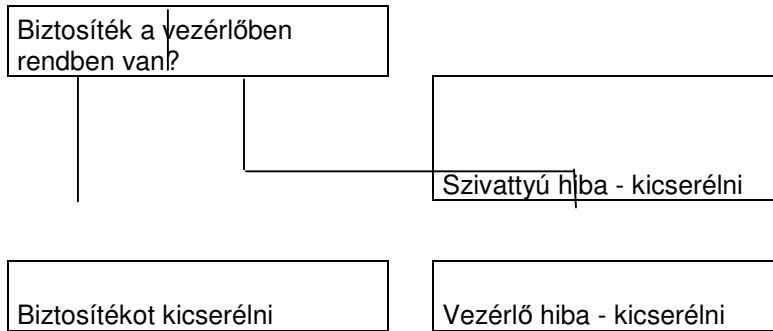 Biztosíték a vezérlőben
rendben van?
Szivattyú hiba - kicserélni
Biztosítékot kicserélni
Vezérlő hiba - kicserélni